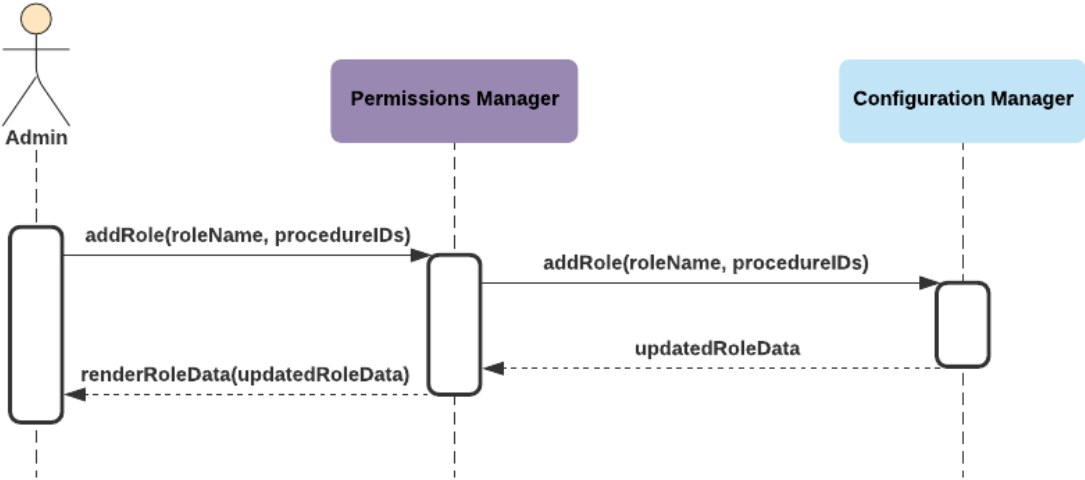 Permissions Manager
Configuration Manager
Admin
addRole(roleName, procedureIDs)
addRole(roleName, procedureIDs)
updatedRoleData
renderRoleData(updatedRoleData)